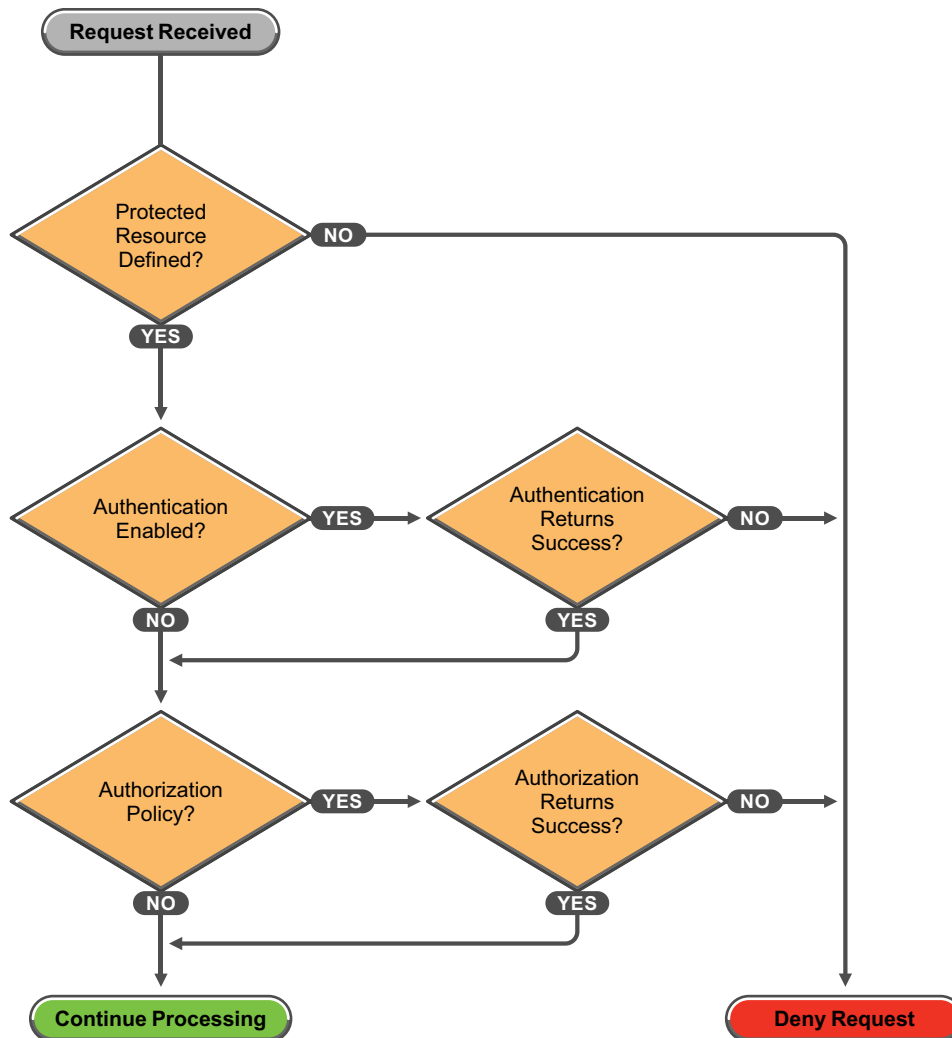 Request Received
Protected
Resource
Defined?
NO
YES
Authentication
Enabled?
YES
Authentication
Returns
Success?
NO
NO
YES
Authorization
Policy?
YES
Authorization
Returns
Success?
NO
NO
YES
Continue Processing
Deny Request